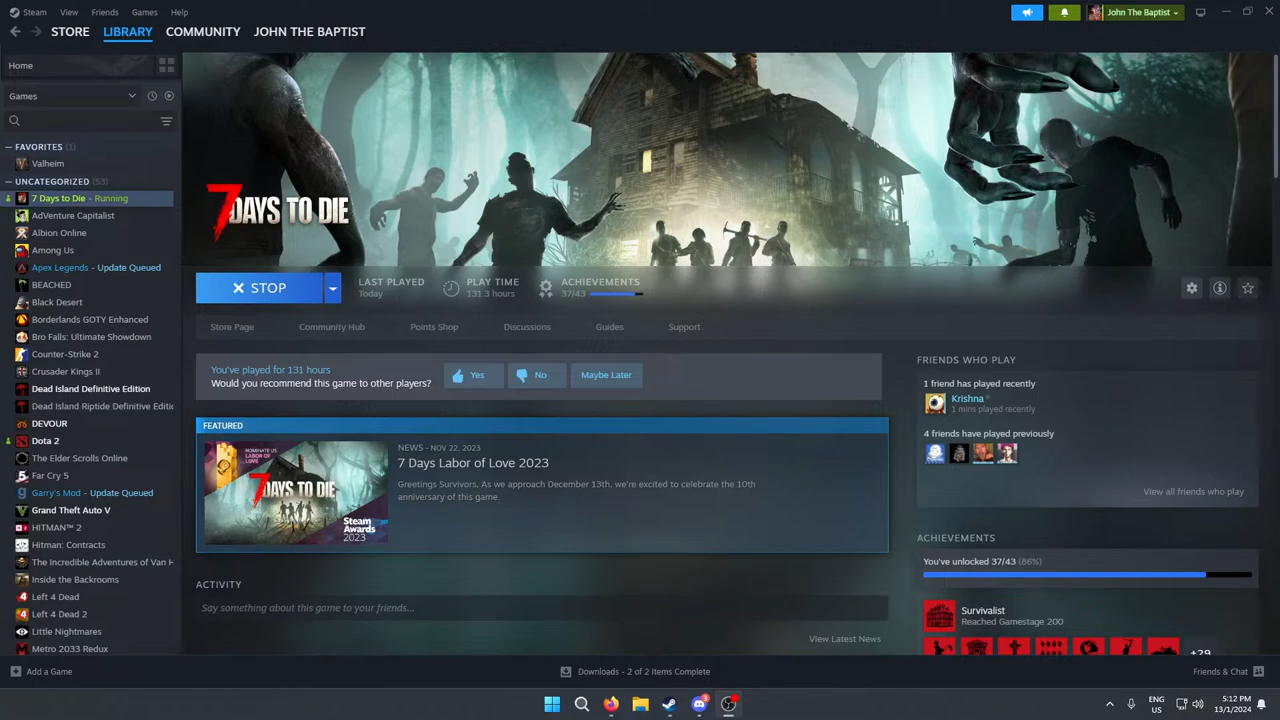 Steam View Friends Games Help
John The Baptist
STORE LIBRARY COMMUNITY JOHN THE BAPTIST
Home
Games
FAVORITES (1)
Valheim
UNCATEGORIZED (53)
7 Days to Die - Running
AdVenture Capitalist
Albion Online
Among Us
Apex Legends - Update Queued
BEACHED
Black Desert
Borderlands GOTY Enhanced
Bro Falls: Ultimate Showdown
Counter-Strike 2
Crusader Kings II
Dead Island Definitive Edition
Dead Island Riptide Definitive Editic
DEVOUR
Dota 2
The Elder Scrolls Online
Far Cry 5
Garry's Mod - Update Queued
Grand Theft Auto V
HITMAN™ 2
Hitman: Contracts
The Incredible Adventures of Van H
Inside the Backrooms
Left 4 Dead
Left 4 Dead 2
Little Nightmares
Metro 2033 Redux
7 DAYS TO DIE
STOP
LAST PLAYED
Today
PLAY TIME
131.3 hours
ACHIEVEMENTS
37/43
Store Page Community Hub Points Shop Discussions Guides Support
You've played for 131 hours
Would you recommend this game to other players?
Yes No Maybe Later
FEATURED
NOMINATE US
LABOR OF
LOVE
7 DAYS TO DIE
Steam
Awards
2023
NEWS - NOV 22, 2023
7 Days Labor of Love 2023
Greetings Survivors, As we approach December 13th, we're excited to celebrate the 10th
anniversary of this game.
ACTIVITY
Say something about this game to your friends...
View Latest News
FRIENDS WHO PLAY
1 friend has played recently
Krishna
1 mins played recently
4 friends have played previously
View all friends who play
ACHIEVEMENTS
You've unlocked 37/43 (86%)
Survivalist
Reached Gamestage 200
+29
Add a Game
Downloads - 2 of 2 Items Complete
Friends & Chat
3
ENG
US
5:12 PM
13/1/2024